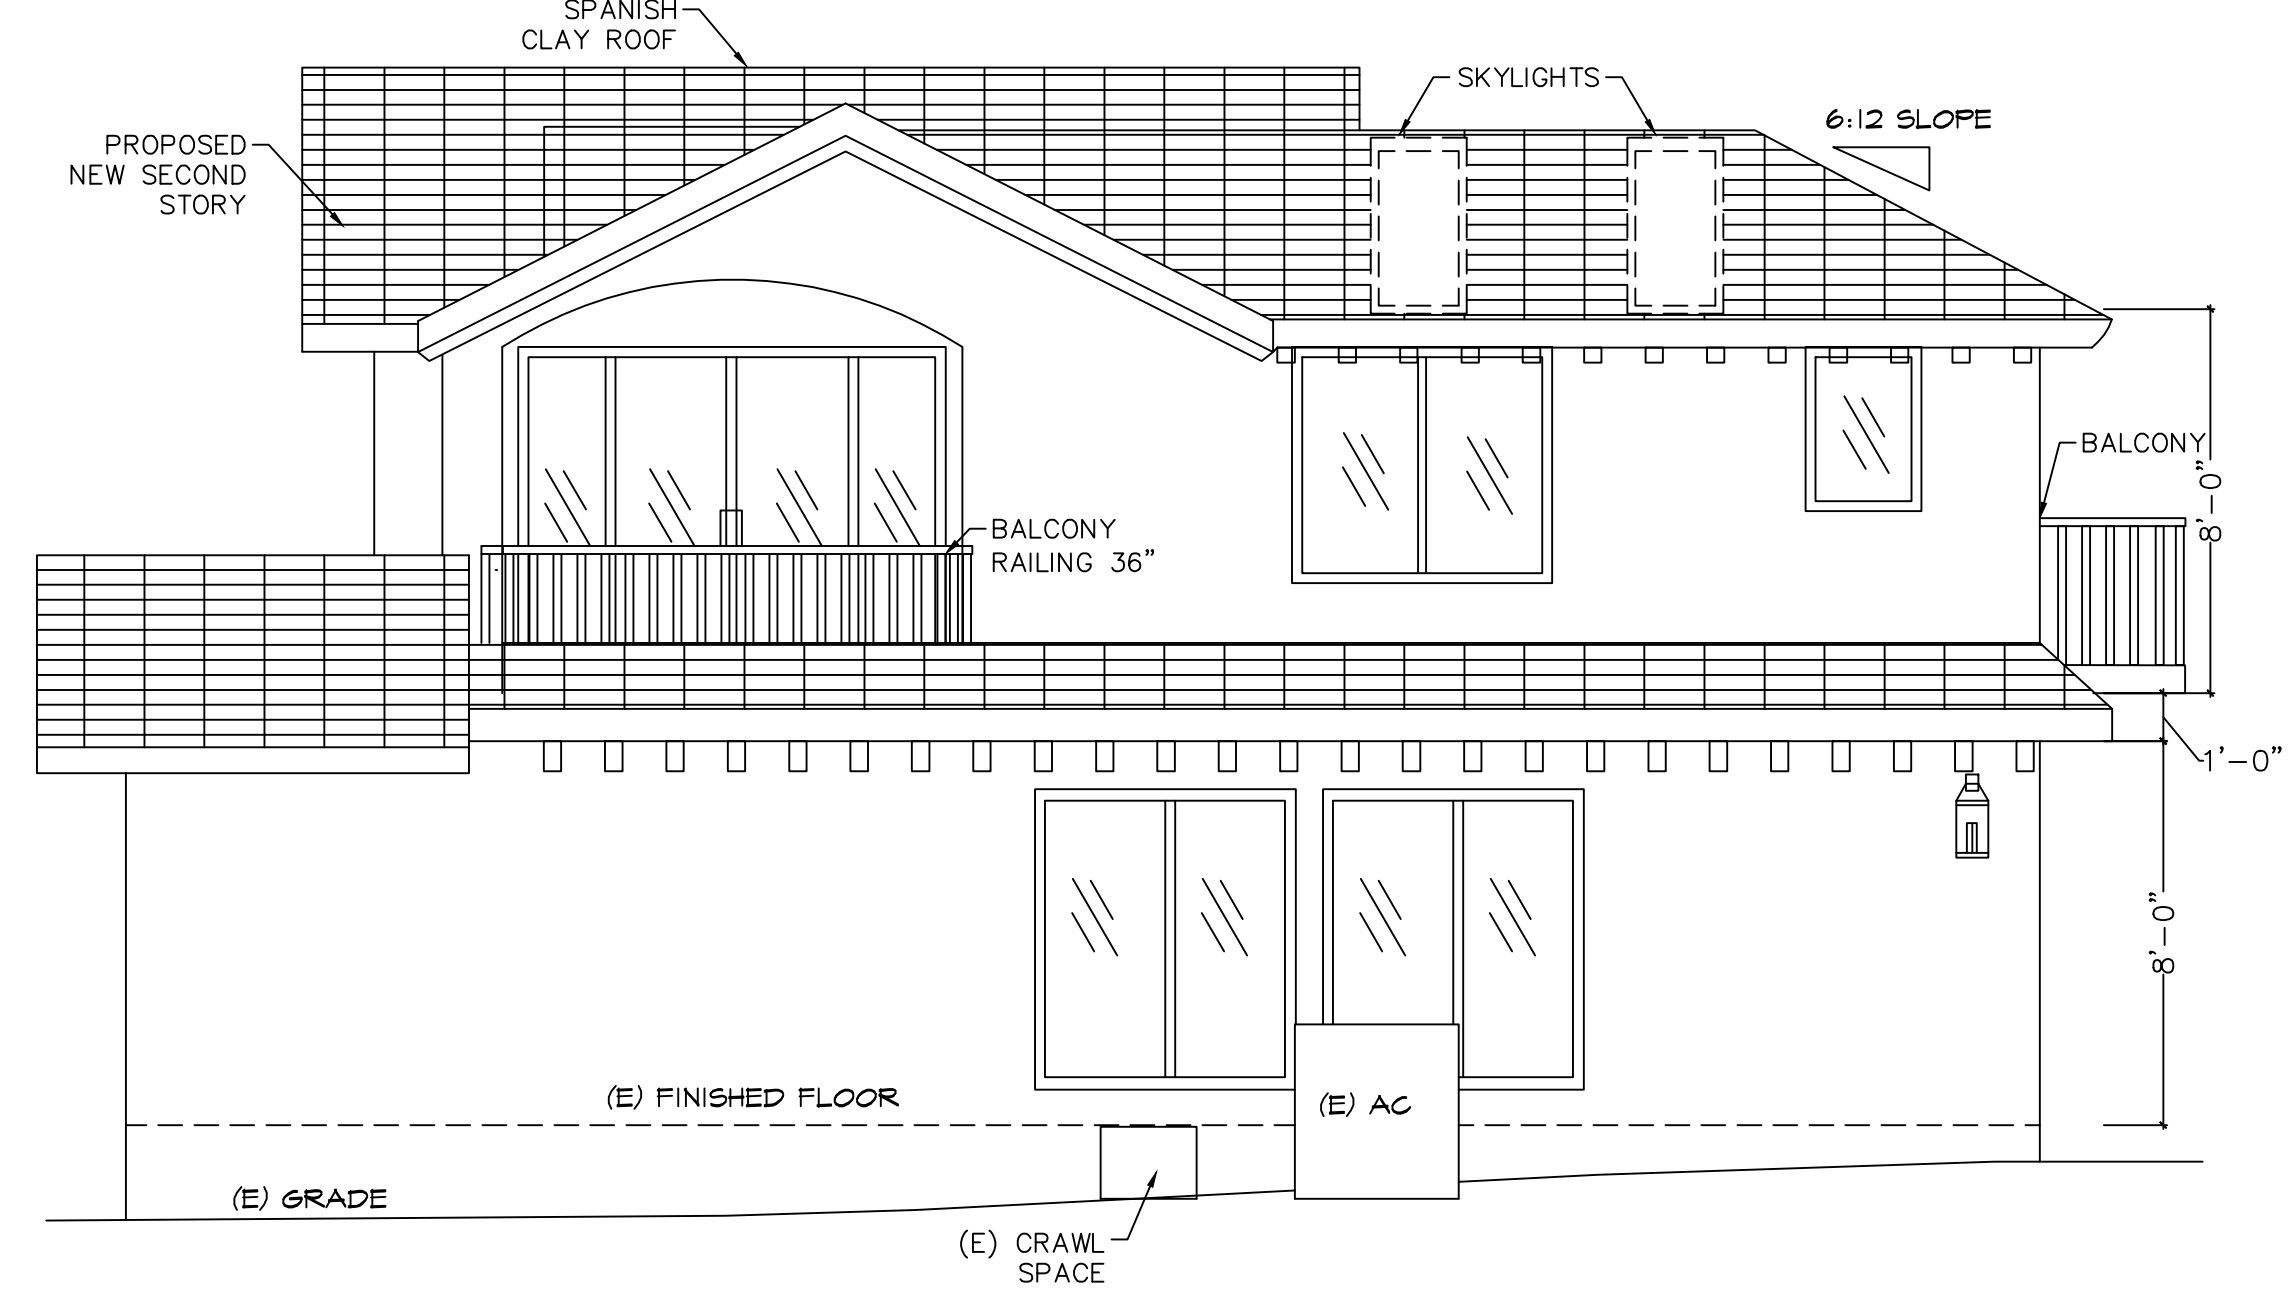 SPANISH
CLAY ROOF
SKYLIGHTS
6:12 SLOPE
PROPOSED
NEW SECOND
STORY
BALCONY
8'-0"
BALCONY
RAILING 36"
1'-0"
8'-0"
(E) FINISHED FLOOR
(E) AC
(E) GRADE
(E) CRAWL
SPACE